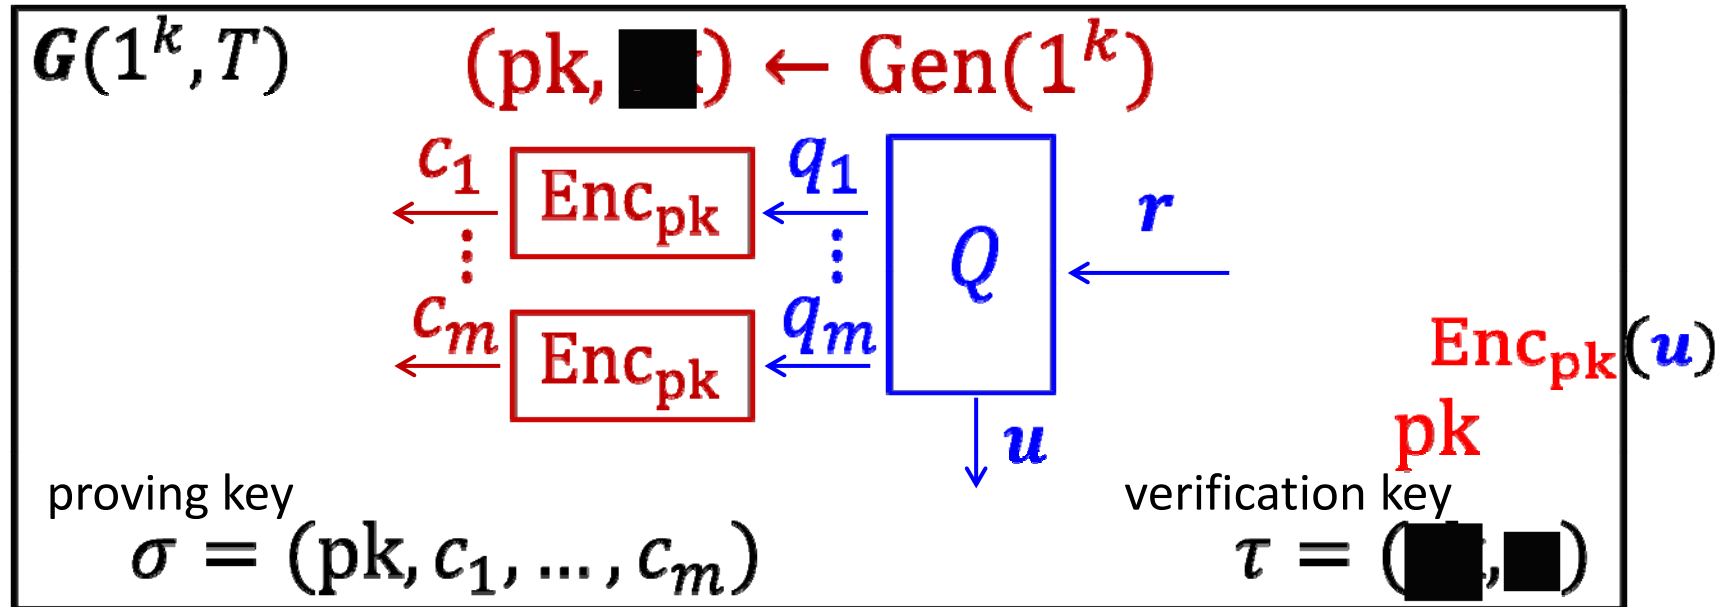 G(1^k, T)
(pk, ) ← Gen(1^k)
c_1 Enc_pk q_1
r
⋮ ⋮ Q
c_m Enc_pk q_m
Enc_pk(u)
u
pk
proving key
verification key
σ = (pk, c_1, … , c_m)
τ = ( , )